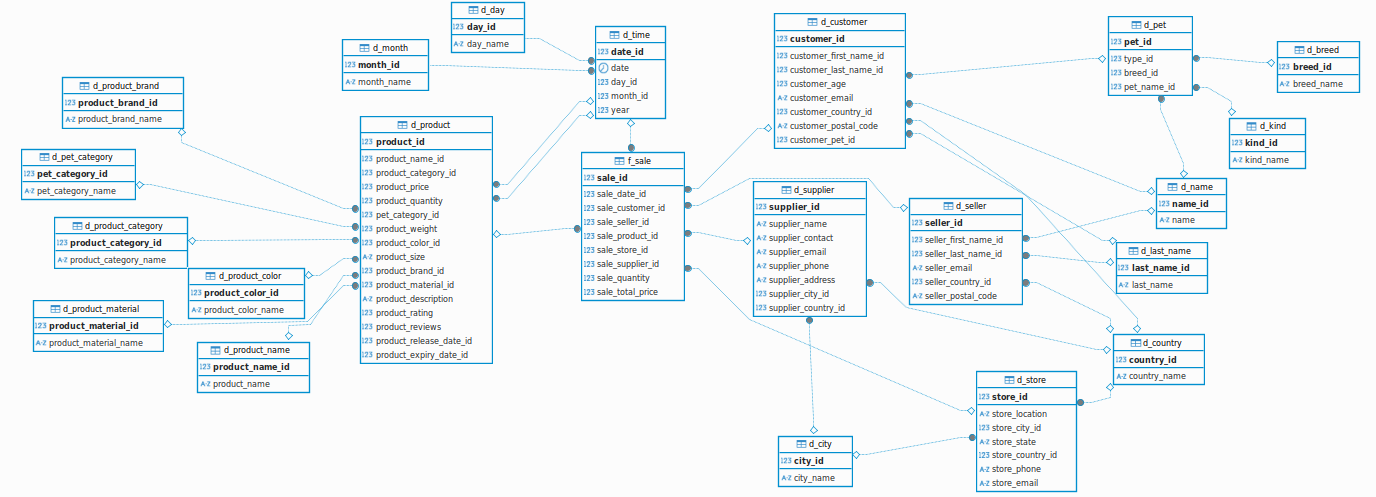 d_day
123 day_id
A-Z day_name
d_month
123 month_id
A-Z month_name
d_time
123 date_id
date
123 day_id
123 month_id
123 year
d_customer
123 customer_id
123 customer_first_name_id
123 customer_last_name_id
123 customer_age
A-Z customer_email
123 customer_country_id
A-Z customer_postal_code
123 customer_pet_id
d_pet
123 pet_id
123 type_id
123 breed_id
123 pet_name_id
d_breed
123 breed_id
A-Z breed_name
d_kind
123 kind_id
A-Z kind_name
d_product_brand
123 product_brand_id
A-Z product_brand_name
d_pet_category
123 pet_category_id
A-Z pet_category_name
d_product_category
123 product_category_id
A-Z product_category_name
d_product_color
123 product_color_id
A-Z product_color_name
d_product_material
123 product_material_id
A-Z product_material_name
d_product_name
123 product_name_id
A-Z product_name
d_product
123 product_id
123 product_name_id
123 product_category_id
123 product_price
123 product_quantity
123 pet_category_id
123 product_weight
123 product_color_id
A-Z product_size
123 product_brand_id
123 product_material_id
A-Z product_description
123 product_rating
123 product_reviews
123 product_release_date_id
123 product_expiry_date_id
f_sale
123 sale_id
123 sale_date_id
123 sale_customer_id
123 sale_seller_id
123 sale_product_id
123 sale_store_id
123 sale_supplier_id
123 sale_quantity
123 sale_total_price
d_supplier
123 supplier_id
A-Z supplier_name
A-Z supplier_contact
A-Z supplier_email
A-Z supplier_phone
A-Z supplier_address
123 supplier_city_id
123 supplier_country_id
d_seller
123 seller_id
123 seller_first_name_id
123 seller_last_name_id
A-Z seller_email
123 seller_country_id
A-Z seller_postal_code
d_name
123 name_id
A-Z name
d_last_name
123 last_name_id
A-Z last_name
d_country
123 country_id
A-Z country_name
d_store
123 store_id
A-Z store_location
123 store_city_id
A-Z store_state
123 store_country_id
A-Z store_phone
A-Z store_email
d_city
123 city_id
A-Z city_name